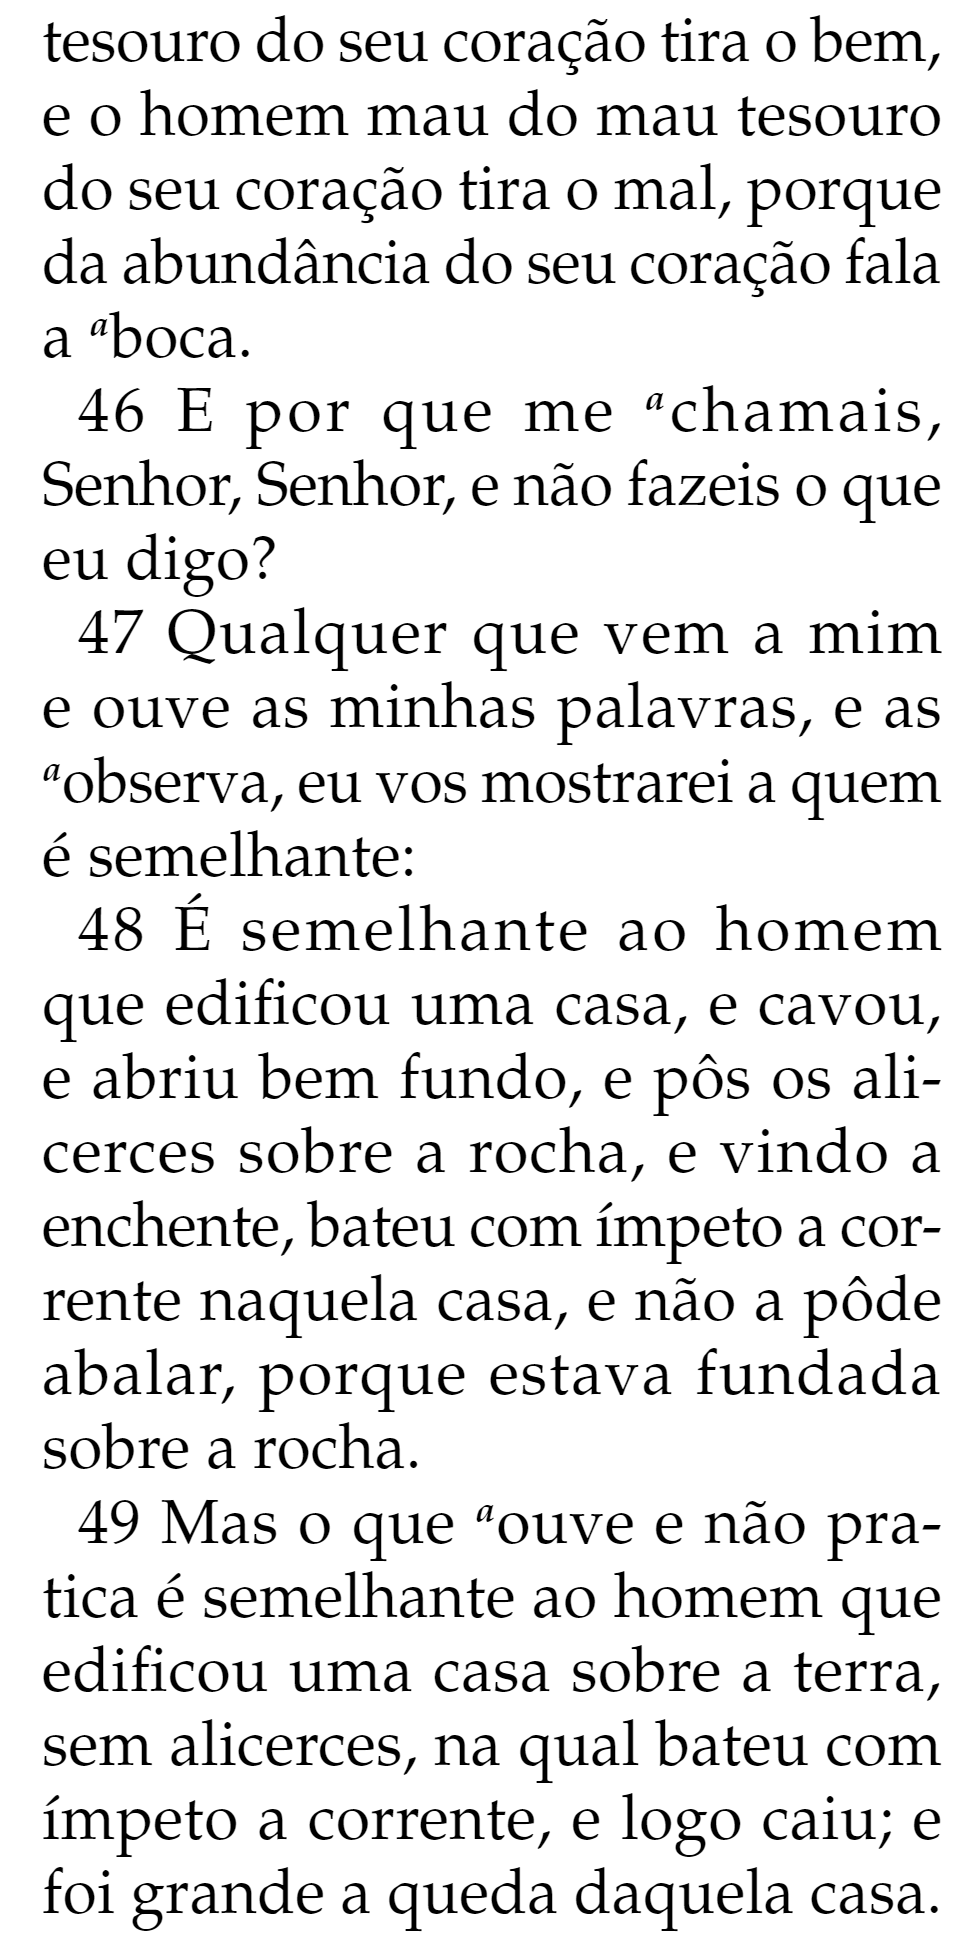 tesouro do seu coração tira o bem,
e o homem mau do mau tesouro
do seu coração tira o mal, porque
da abundância do seu coração fala
a ᵃboca.
46 E por que me ᵃchamais,
Senhor, Senhor, e não fazeis o que
eu digo?
47 Qualquer que vem a mim
e ouve as minhas palavras, e as
ᵃobserva, eu vos mostrarei a quem
é semelhante:
48 É semelhante ao homem
que edificou uma casa, e cavou,
e abriu bem fundo, e pôs os ali-
cerces sobre a rocha, e vindo a
enchente, bateu com ímpeto a cor-
rente naquela casa, e não a pôde
abalar, porque estava fundada
sobre a rocha.
49 Mas o que ᵃouve e não pra-
tica é semelhante ao homem que
edificou uma casa sobre a terra,
sem alicerces, na qual bateu com
ímpeto a corrente, e logo caiu; e
foi grande a queda daquela casa.